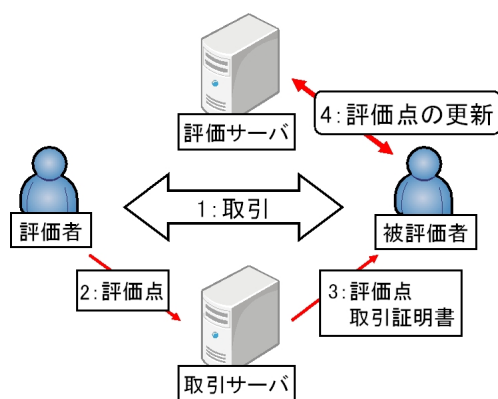 評価サーバ
4:評価点の更新
評価者
1:取引
被評価者
2:評価点
3:評価点
取引証明書
取引サーバ